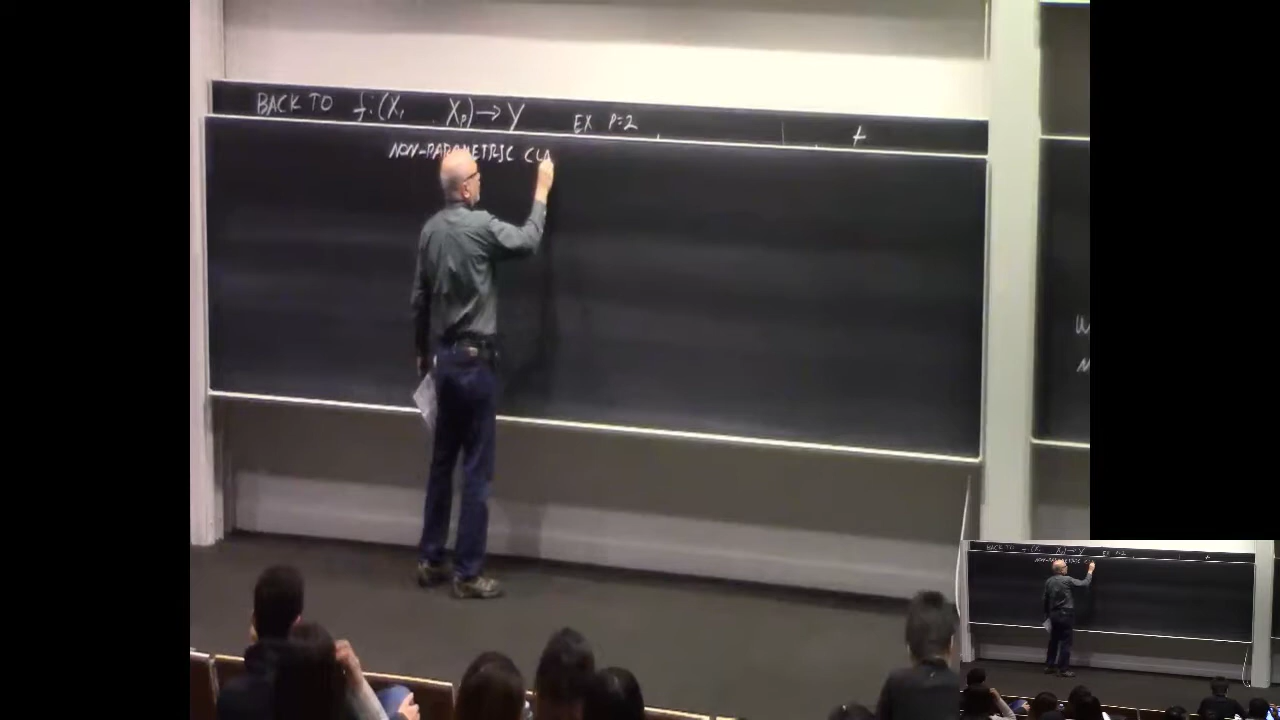 BACK TO f:(X₁ Xₚ)→Y EX P=2
NON-PARAMETRIC CLA